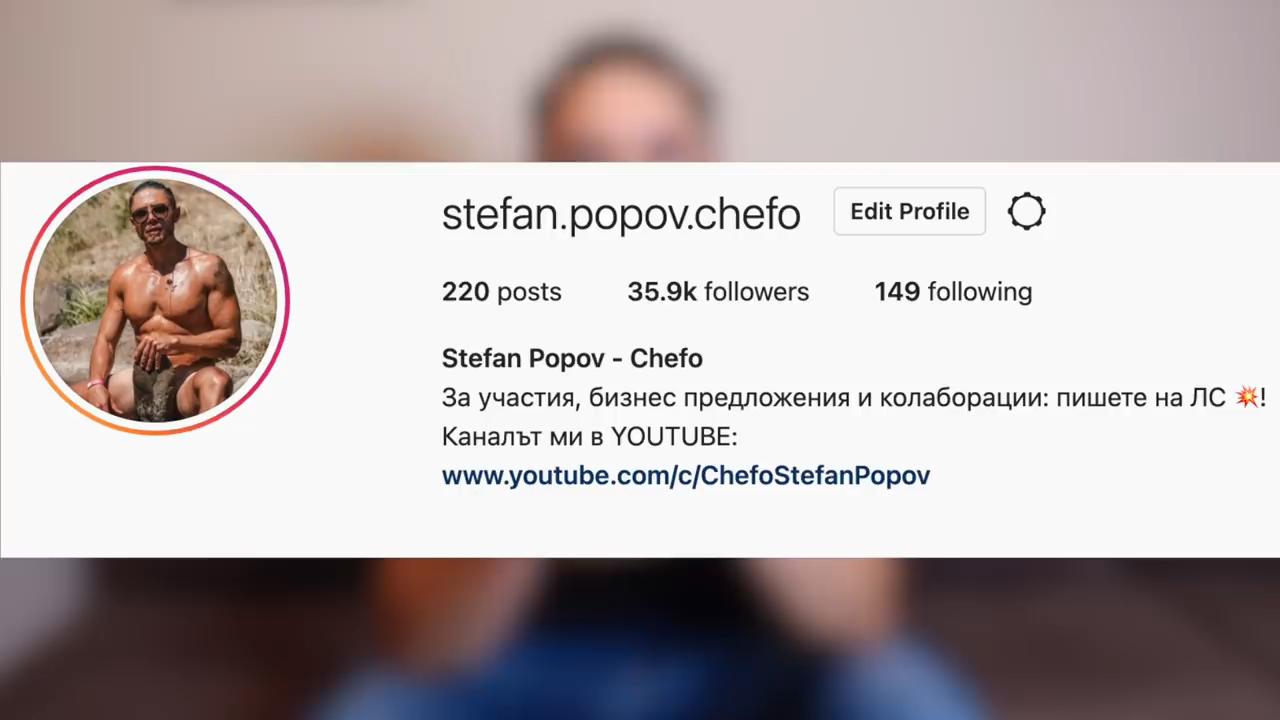 stefan.popov.chefo Edit Profile
220 posts 35.9k followers 149 following
Stefan Popov - Chefo
За участия, бизнес предложения и колаборации: пишете на ЛС 💥!
Каналът ми в YOUTUBE:
www.youtube.com/c/ChefoStefanPopov